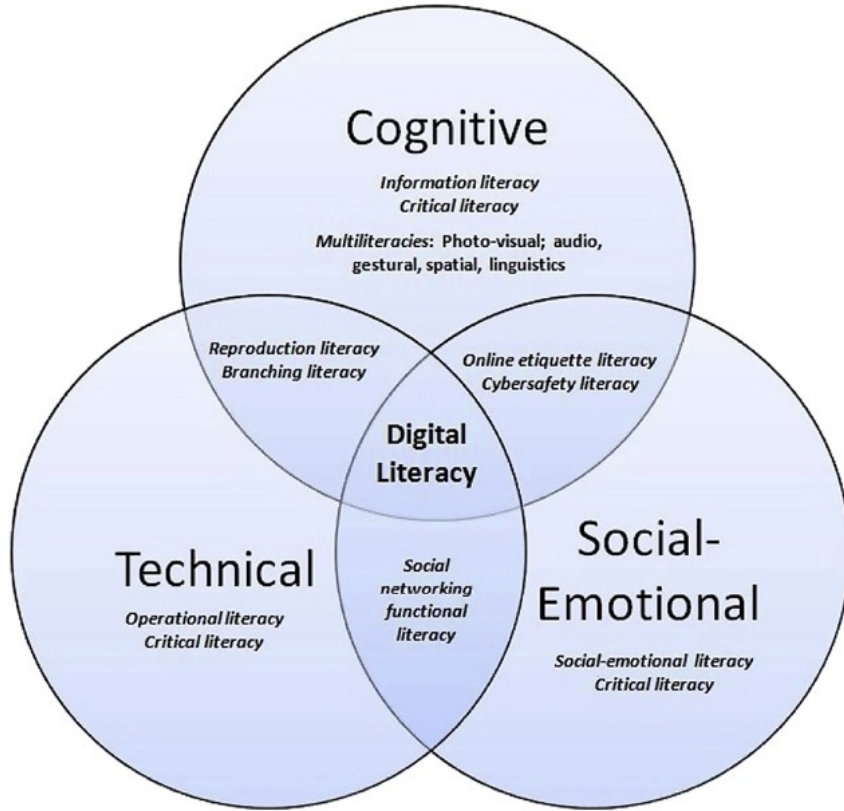 Cognitive
Information literacy
Critical literacy
Multiliteracies: Photo-visual; audio,
gestural, spatial, linguistics
Reproduction literacy
Branching literacy
Online etiquette literacy
Cybersafety literacy
Digital
Literacy
Technical
Operational literacy
Critical literacy
Social
networking
functional
literacy
Social-
Emotional
Social-emotional literacy
Critical literacy